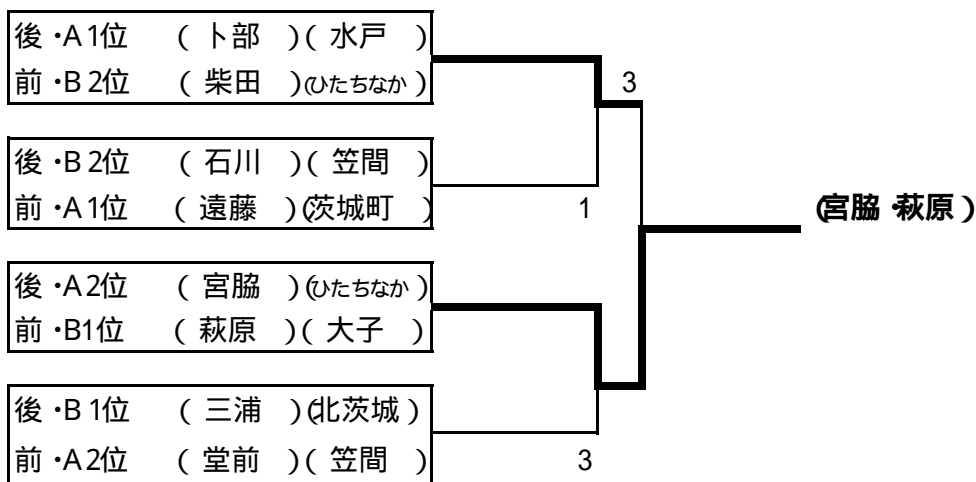 後・A1位 （ 卜部 ）（ 水戸 ）
前・B2位 （ 柴田 ）（ひたちなか）
3
後・B2位 （ 石川 ）（ 笠間 ）
前・A1位 （ 遠藤 ）（茨城町 ）
1
（宮脇・萩原）
後・A2位 （ 宮脇 ）（ひたちなか）
前・B1位 （ 萩原 ）（ 大子 ）
後・B1位 （ 三浦 ）（北茨城）
前・A2位 （ 堂前 ）（ 笠間 ）
3